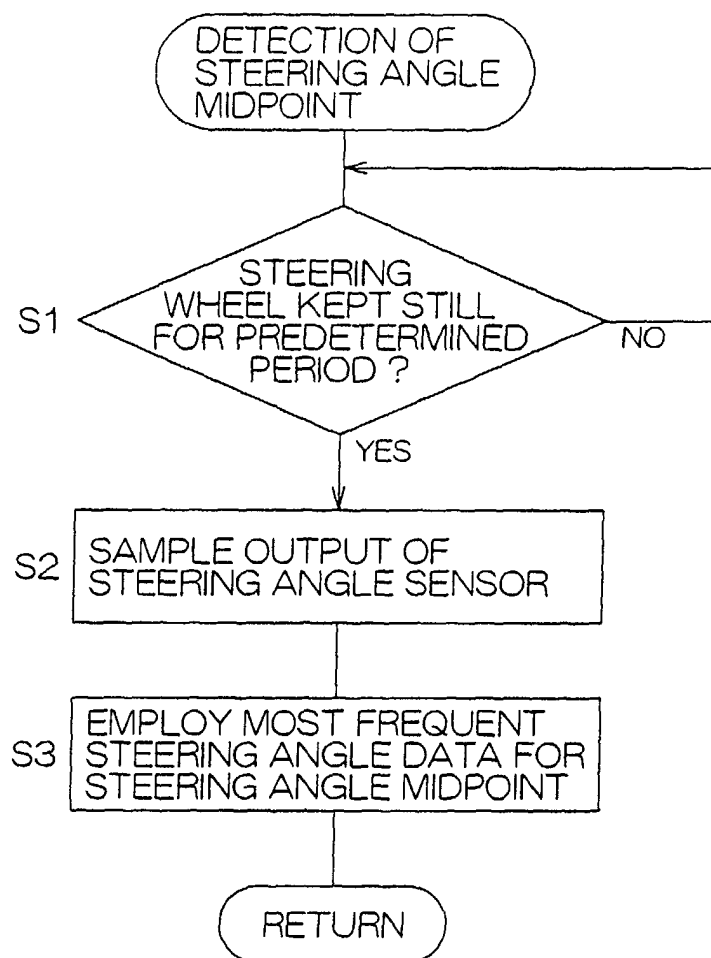 DETECTION OF
STEERING ANGLE
MIDPOINT
S1
STEERING
WHEEL KEPT STILL
FOR PREDETERMINED
PERIOD ?
NO
YES
S2
SAMPLE OUTPUT OF
STEERING ANGLE SENSOR
S3
EMPLOY MOST FREQUENT
STEERING ANGLE DATA FOR
STEERING ANGLE MIDPOINT
RETURN